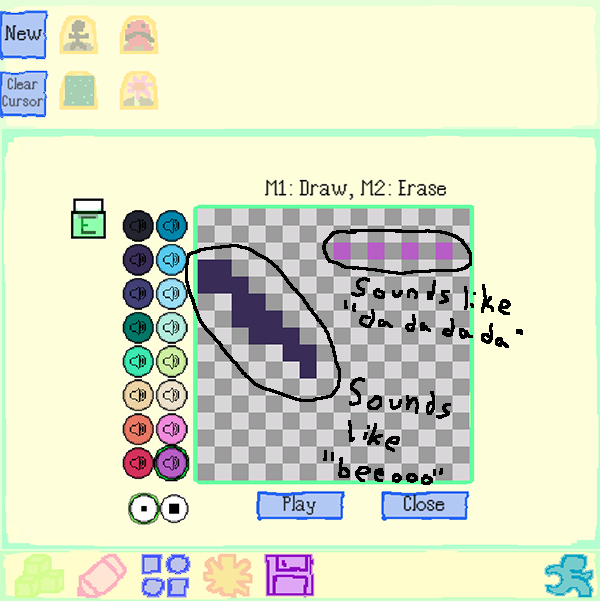 New
Clear
Cursor
M1: Draw, M2: Erase
E
Sounds like
"da da da da"
Sounds
like
"beeooo"
Play
Close